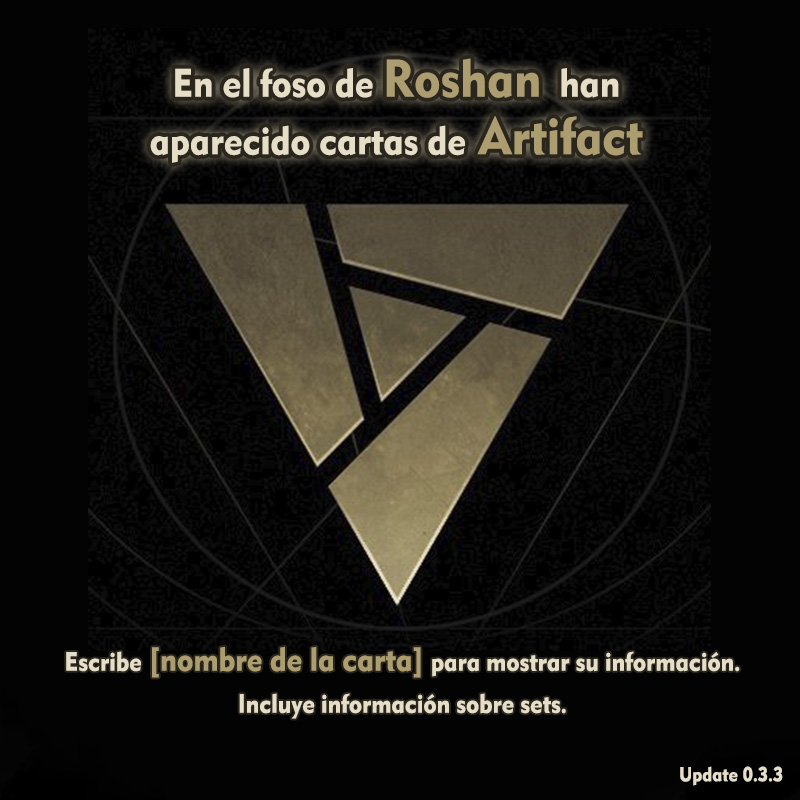 En el foso de Roshan han
aparecido cartas de Artifact
Escribe [nombre de la carta] para mostrar su información.
Incluye información sobre sets.
Update 0.3.3